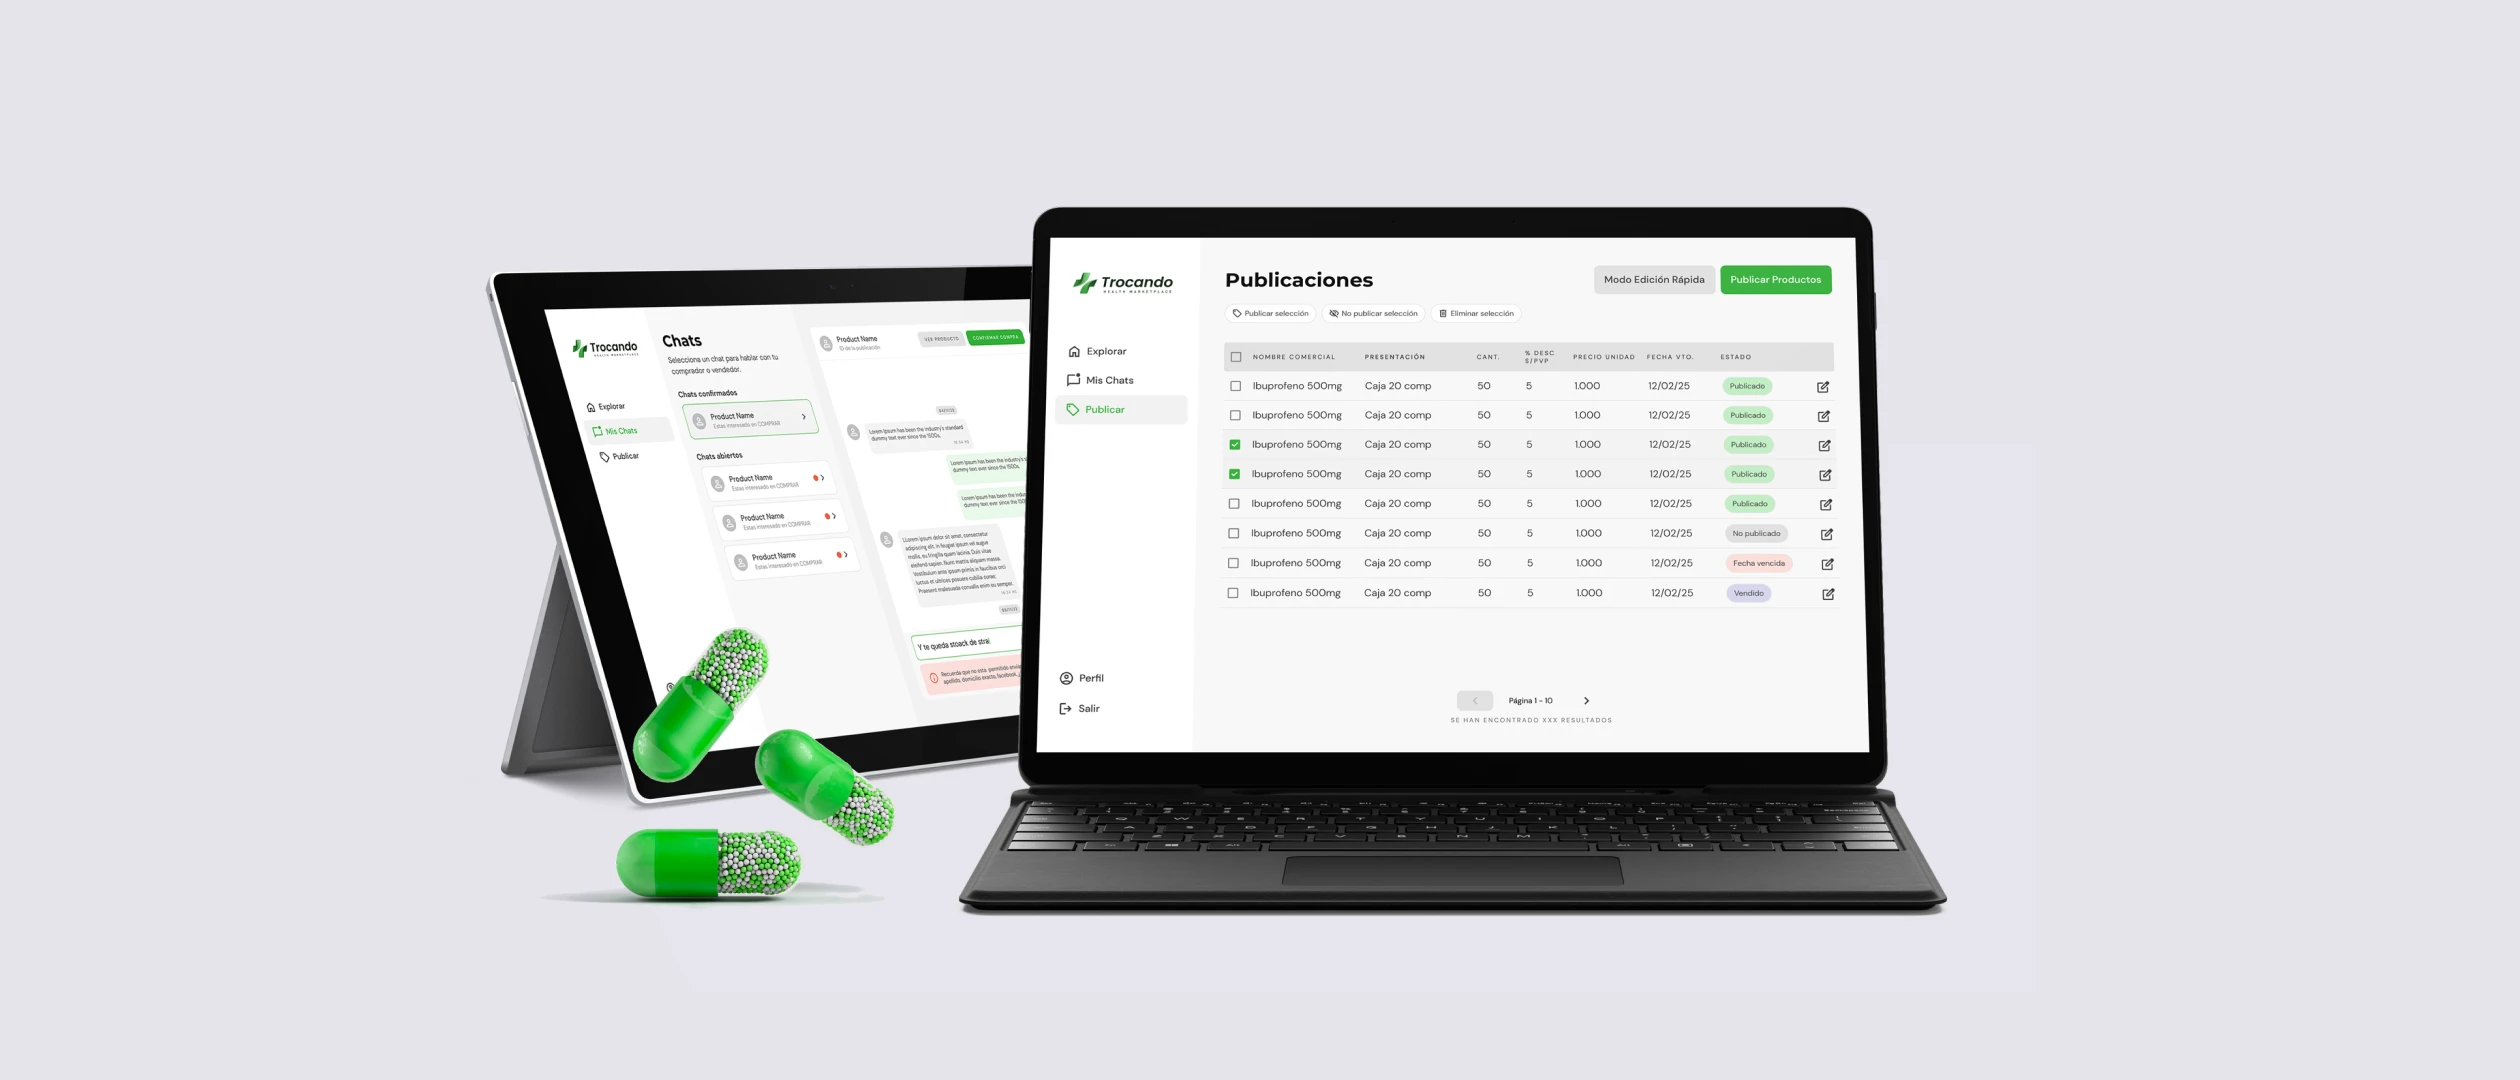 Trocando
HEALTH MARKETPLACE
Explorar
Mis Chats
Publicar
Chats
Selecciona un chat para hablar con tu
comprador o vendedor.
Chats confirmados
Product Name
Estas interesado en COMPRAR
Chats abiertos
Product Name
Estas interesado en COMPRAR
Product Name
Estas interesado en COMPRAR
Product Name
Estas interesado en COMPRAR
Product Name
ID de la publicación
VER PRODUCTO
CONFIRMAR COMPRA
Lorem Ipsum has been the industry's standard
dummy text ever since the 1500s.
Lorem Ipsum has been the industry's
dummy text ever since the 1500s.
Lorem Ipsum has been the
dummy text ever since the
Lorem ipsum dolor sit amet, consectetur
adipiscing elit. In feugiat ipsum vel augue
mollis, eu fringilla quam lacinia. Duis vitae
eleifend sapien. Nunc mattis aliquam massa.
Vestibulum ante ipsum primis in faucibus orci
luctus et ultrices posuere cubilia curae;
Praesent malesuada convallis enim eu semper.
Y te queda stoack de strai
Recuerda que no esta permitido
apellido, domicilio exacto, facebook,
Trocando
HEALTH MARKETPLACE
Explorar
Mis Chats
Publicar
Perfil
Salir
Publicaciones
Modo Edición Rápida
Publicar Productos
Publicar selección
No publicar selección
Eliminar selección
NOMBRE COMERCIAL PRESENTACIÓN CANT. % DESC S/PVP PRECIO UNIDAD FECHA VTO. ESTADO
Ibuprofeno 500mg Caja 20 comp 50 5 1.000 12/02/25 Publicado
Ibuprofeno 500mg Caja 20 comp 50 5 1.000 12/02/25 Publicado
Ibuprofeno 500mg Caja 20 comp 50 5 1.000 12/02/25 Publicado
Ibuprofeno 500mg Caja 20 comp 50 5 1.000 12/02/25 Publicado
Ibuprofeno 500mg Caja 20 comp 50 5 1.000 12/02/25 Publicado
Ibuprofeno 500mg Caja 20 comp 50 5 1.000 12/02/25 No publicado
Ibuprofeno 500mg Caja 20 comp 50 5 1.000 12/02/25 Fecha vencida
Ibuprofeno 500mg Caja 20 comp 50 5 1.000 12/02/25 Vendido
Página 1 - 10
SE HAN ENCONTRADO XXX RESULTADOS